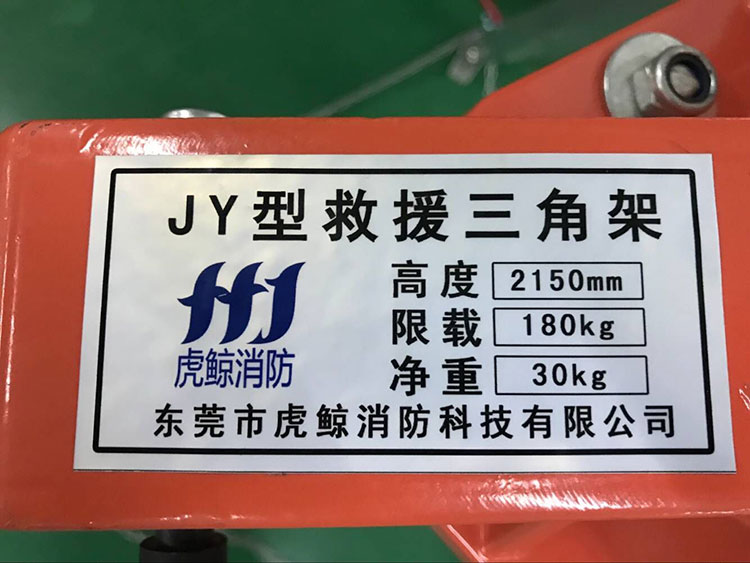 JY型救援三角架
高度 2150mm
限载 180kg
净重 30kg
虎鲸消防
东莞市虎鲸消防科技有限公司